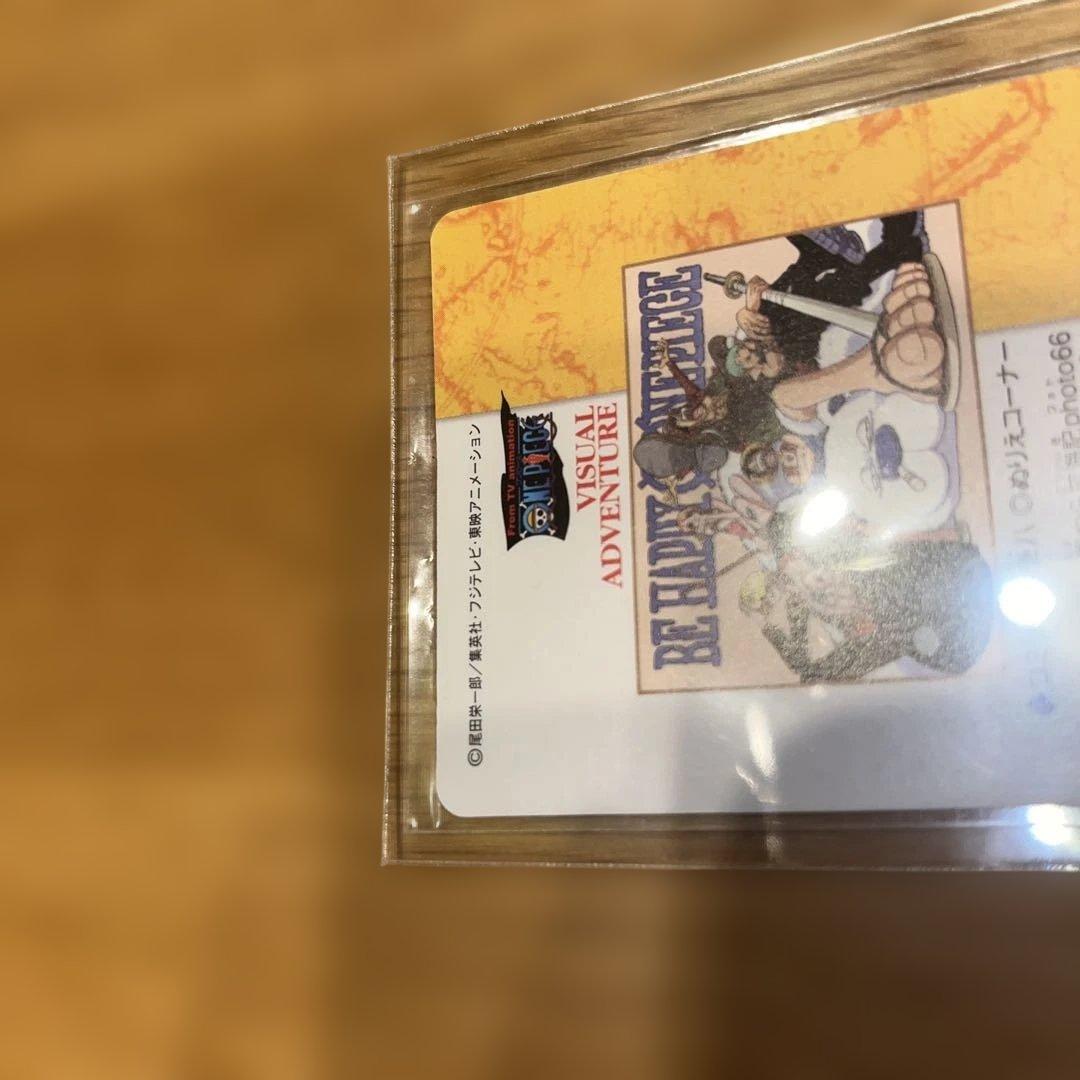 ◎ぬりえコーナー
photo66
BE HAPPY ONE PIECE
VISUAL
ADVENTURE
From TV animation
ONE PIECE
©尾田栄一郎／集英社・フジテレビ・東映アニメーション